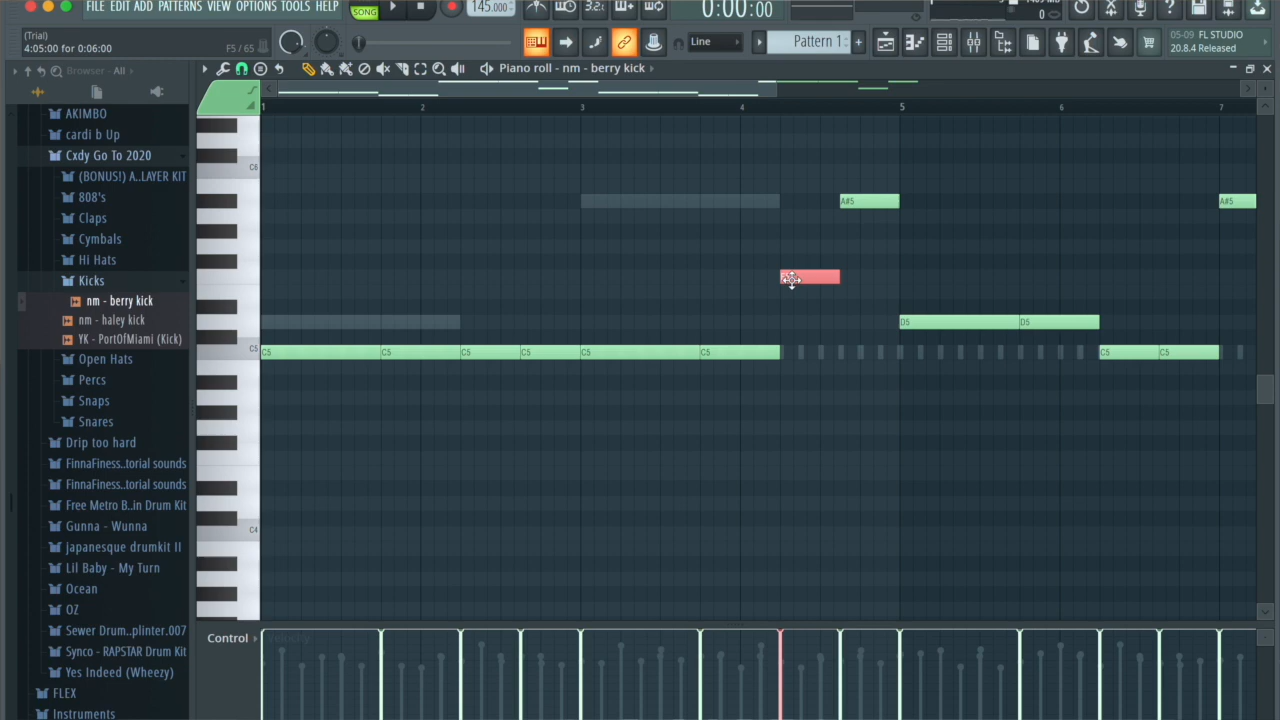 FILE EDIT ADD PATTERNS VIEW OPTIONS TOOLS HELP
SONG
145.000
3.2.
0:00:00
0
(Trial)
4:05:00 for 0:06:00
F5 / 65
Line
Pattern 1
05-09 FL STUDIO
20.8.4 Released
Browser - All
Piano roll - nm - berry kick
1 2 3 4 5 6 7
AKIMBO
cardi b Up
Cxdy Go To 2020
(BONUS!) A..LAYER KIT
808's
Claps
Cymbals
Hi Hats
Kicks
nm - berry kick
nm - haley kick
YK - PortOfMiami (Kick)
Open Hats
Percs
Snaps
Snares
Drip too hard
FinnaFiness..torial sounds
FinnaFiness..torial sounds
Free Metro B..in Drum Kit
Gunna - Wunna
japanesque drumkit II
Lil Baby - My Turn
Ocean
OZ
Sewer Drum..plinter.007
Synco - RAPSTAR Drum Kit
Yes Indeed (Wheezy)
FLEX
Instruments
C6
C5
C4
A#5 A#5
D5 D5
C5 C5 C5 C5 C5 C5 C5 C5
Control
Velocity